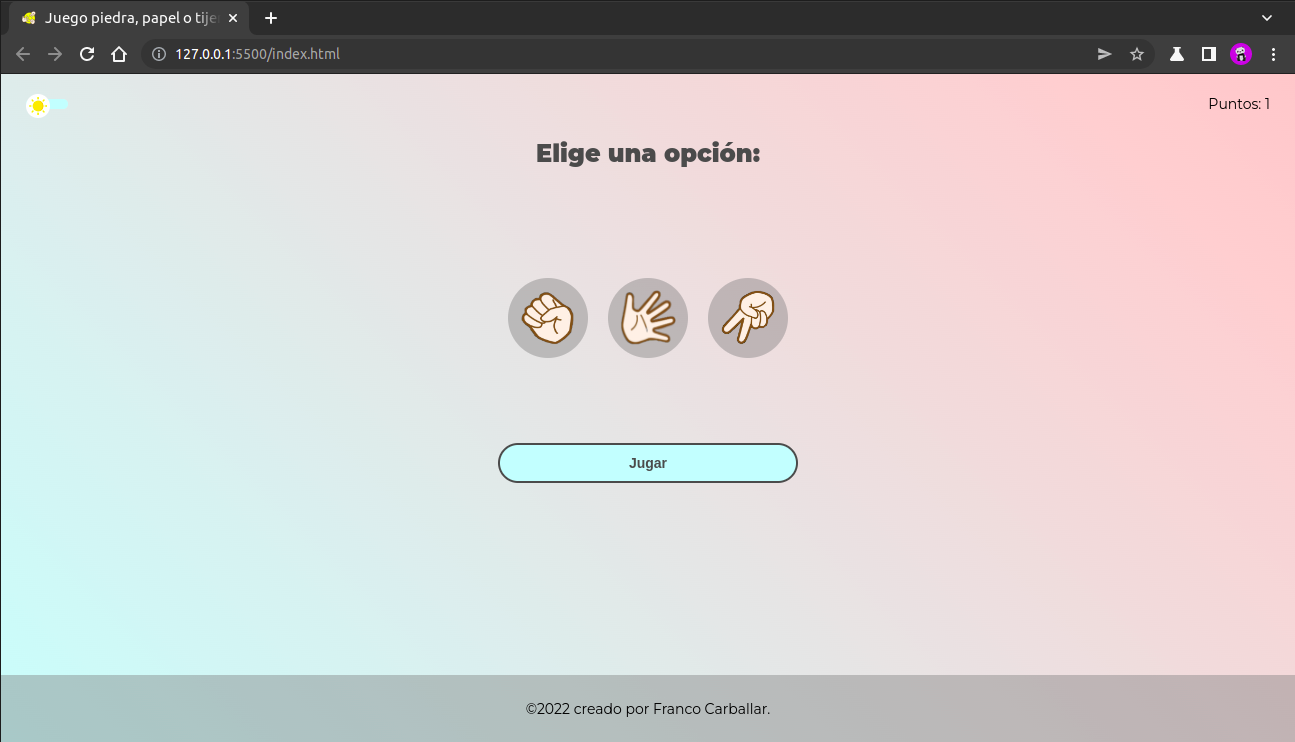 Juego piedra, papel o tije
127.0.0.1:5500/index.html
Puntos: 1
Elige una opción:
Jugar
©2022 creado por Franco Carballar.